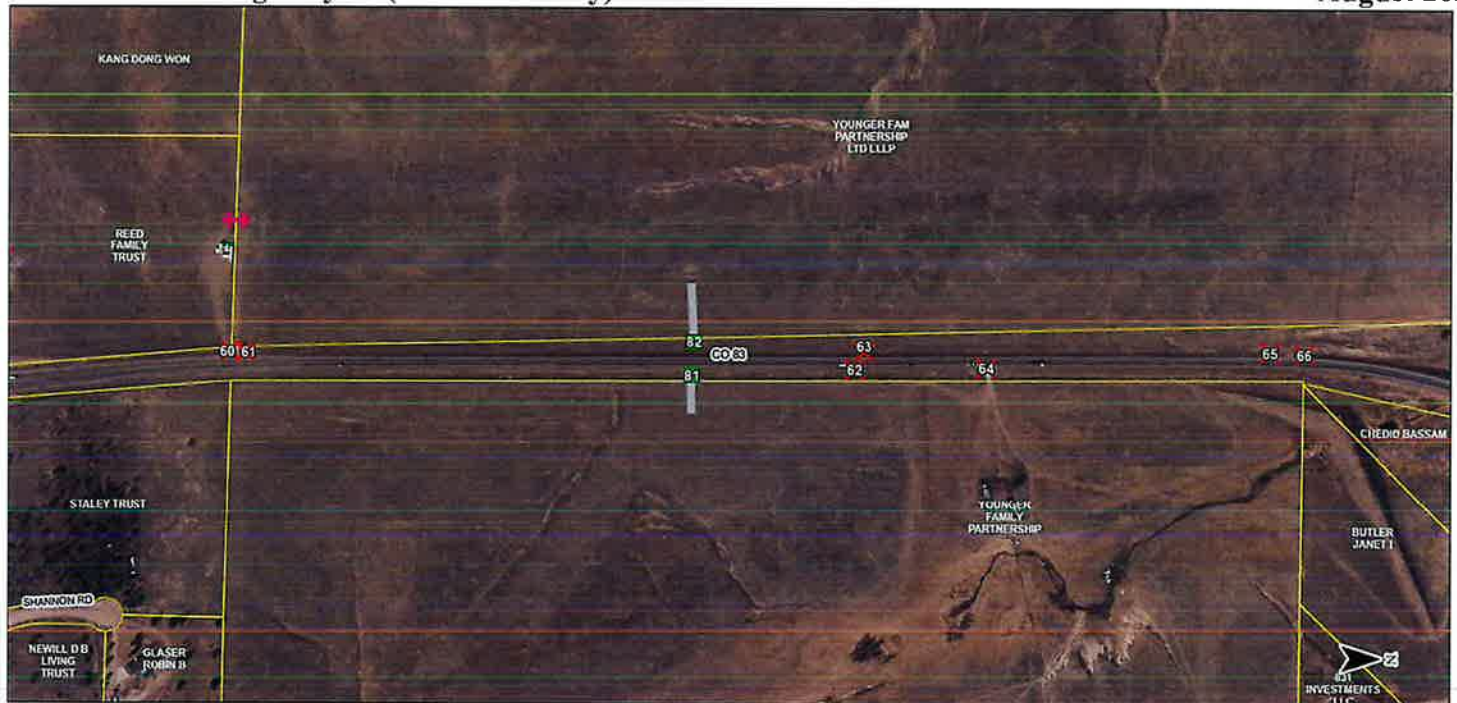 KANG DONG WON
YOUNGER FAM
PARTNERSHIP
LTD LLLP
REED
FAMILY
TRUST
82
60 61
CO 83
63
65
66
81
62
64
CHEDID BASSAM
STALEY TRUST
YOUNGER
FAMILY
PARTNERSHIP
BUTLER
JANET I
SHANNON RD
NEWILL D B
LIVING
TRUST
GLASER
ROBIN B
N
831
INVESTMENTS